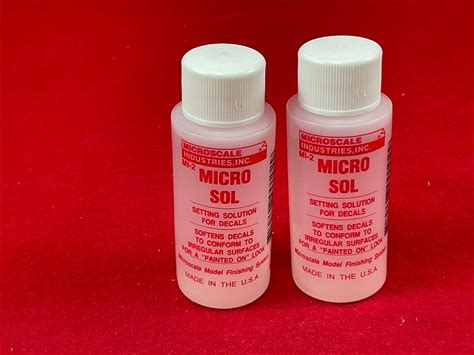 MICROSCALE
INDUSTRIES, INC.
MI-2
MICRO
SOL
SETTING SOLUTION
FOR DECALS
SOFTENS DECALS
TO CONFORM TO
IRREGULAR SURFACES
FOR A "PAINTED ON" LOOK.
Microscale Model Finishing
MADE IN THE U.S.A.
MICROSCALE
INDUSTRIES, INC.
MI-2
MICRO
SOL
SETTING SOLUTION
FOR DECALS
SOFTENS DECALS
TO CONFORM TO
IRREGULAR SURFACES
FOR A "PAINTED ON" LOOK.
Microscale Model Finishing
MADE IN THE U.S.A.